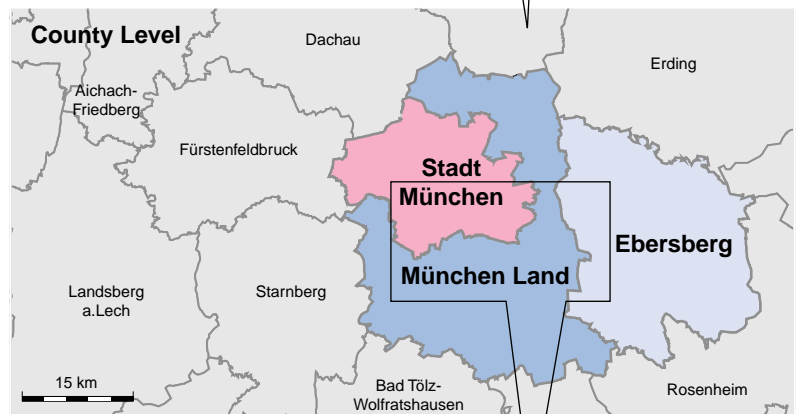 County Level
Dachau
Erding
Aichach-
Friedberg
Fürstenfeldbruck
Stadt
München
Ebersberg
München Land
Landsberg
a.Lech
Starnberg
15 km
Bad Tölz-
Wolfratshausen
Rosenheim